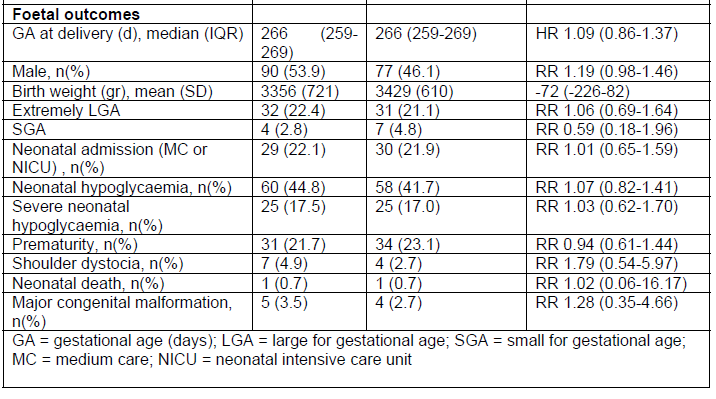 Foetal outcomes
GA at delivery (d), median (IQR) 266 (259-269) 266 (259-269) HR 1.09 (0.86-1.37)
Male, n(%) 90 (53.9) 77 (46.1) RR 1.19 (0.98-1.46)
Birth weight (gr), mean (SD) 3356 (721) 3429 (610) -72 (-226-82)
Extremely LGA 32 (22.4) 31 (21.1) RR 1.06 (0.69-1.64)
SGA 4 (2.8) 7 (4.8) RR 0.59 (0.18-1.96)
Neonatal admission (MC or NICU) , n(%) 29 (22.1) 30 (21.9) RR 1.01 (0.65-1.59)
Neonatal hypoglycaemia, n(%) 60 (44.8) 58 (41.7) RR 1.07 (0.82-1.41)
Severe neonatal hypoglycaemia, n(%) 25 (17.5) 25 (17.0) RR 1.03 (0.62-1.70)
Prematurity, n(%) 31 (21.7) 34 (23.1) RR 0.94 (0.61-1.44)
Shoulder dystocia, n(%) 7 (4.9) 4 (2.7) RR 1.79 (0.54-5.97)
Neonatal death, n(%) 1 (0.7) 1 (0.7) RR 1.02 (0.06-16.17)
Major congenital malformation, n(%) 5 (3.5) 4 (2.7) RR 1.28 (0.35-4.66)
GA = gestational age (days); LGA = large for gestational age; SGA = small for gestational age;
MC = medium care; NICU = neonatal intensive care unit